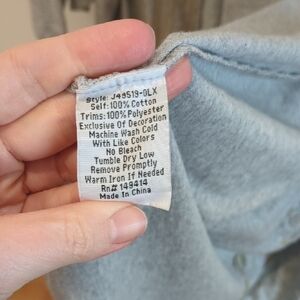 Style: J49519-DLX
Self: 100% Cotton
Trims: 100% Polyester
Exclusive Of Decoration
Machine Wash Cold
With Like Colors
No Bleach
Tumble Dry Low
Remove Promptly
Warm Iron if Needed
Rn# 149414
Made In China